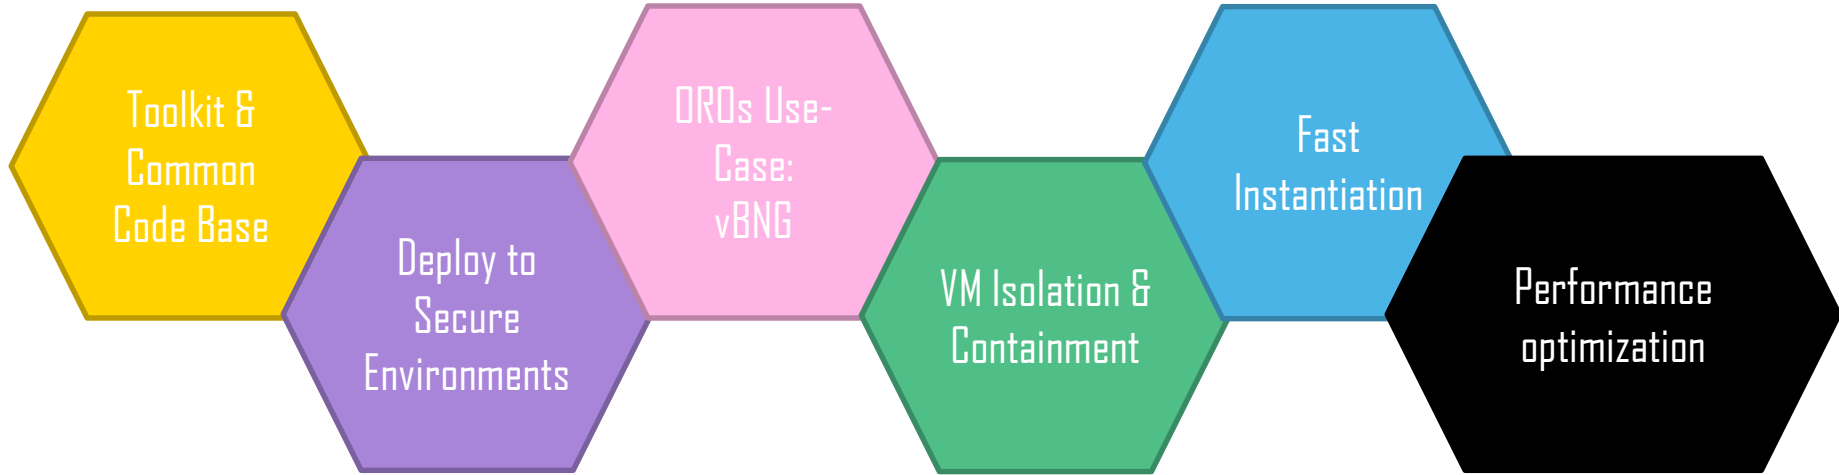 Toolkit &
Common
Code Base
Deploy to
Secure
Environments
OROs Use-
Case:
vBNG
VM Isolation &
Containment
Fast
Instantiation
Performance
optimization